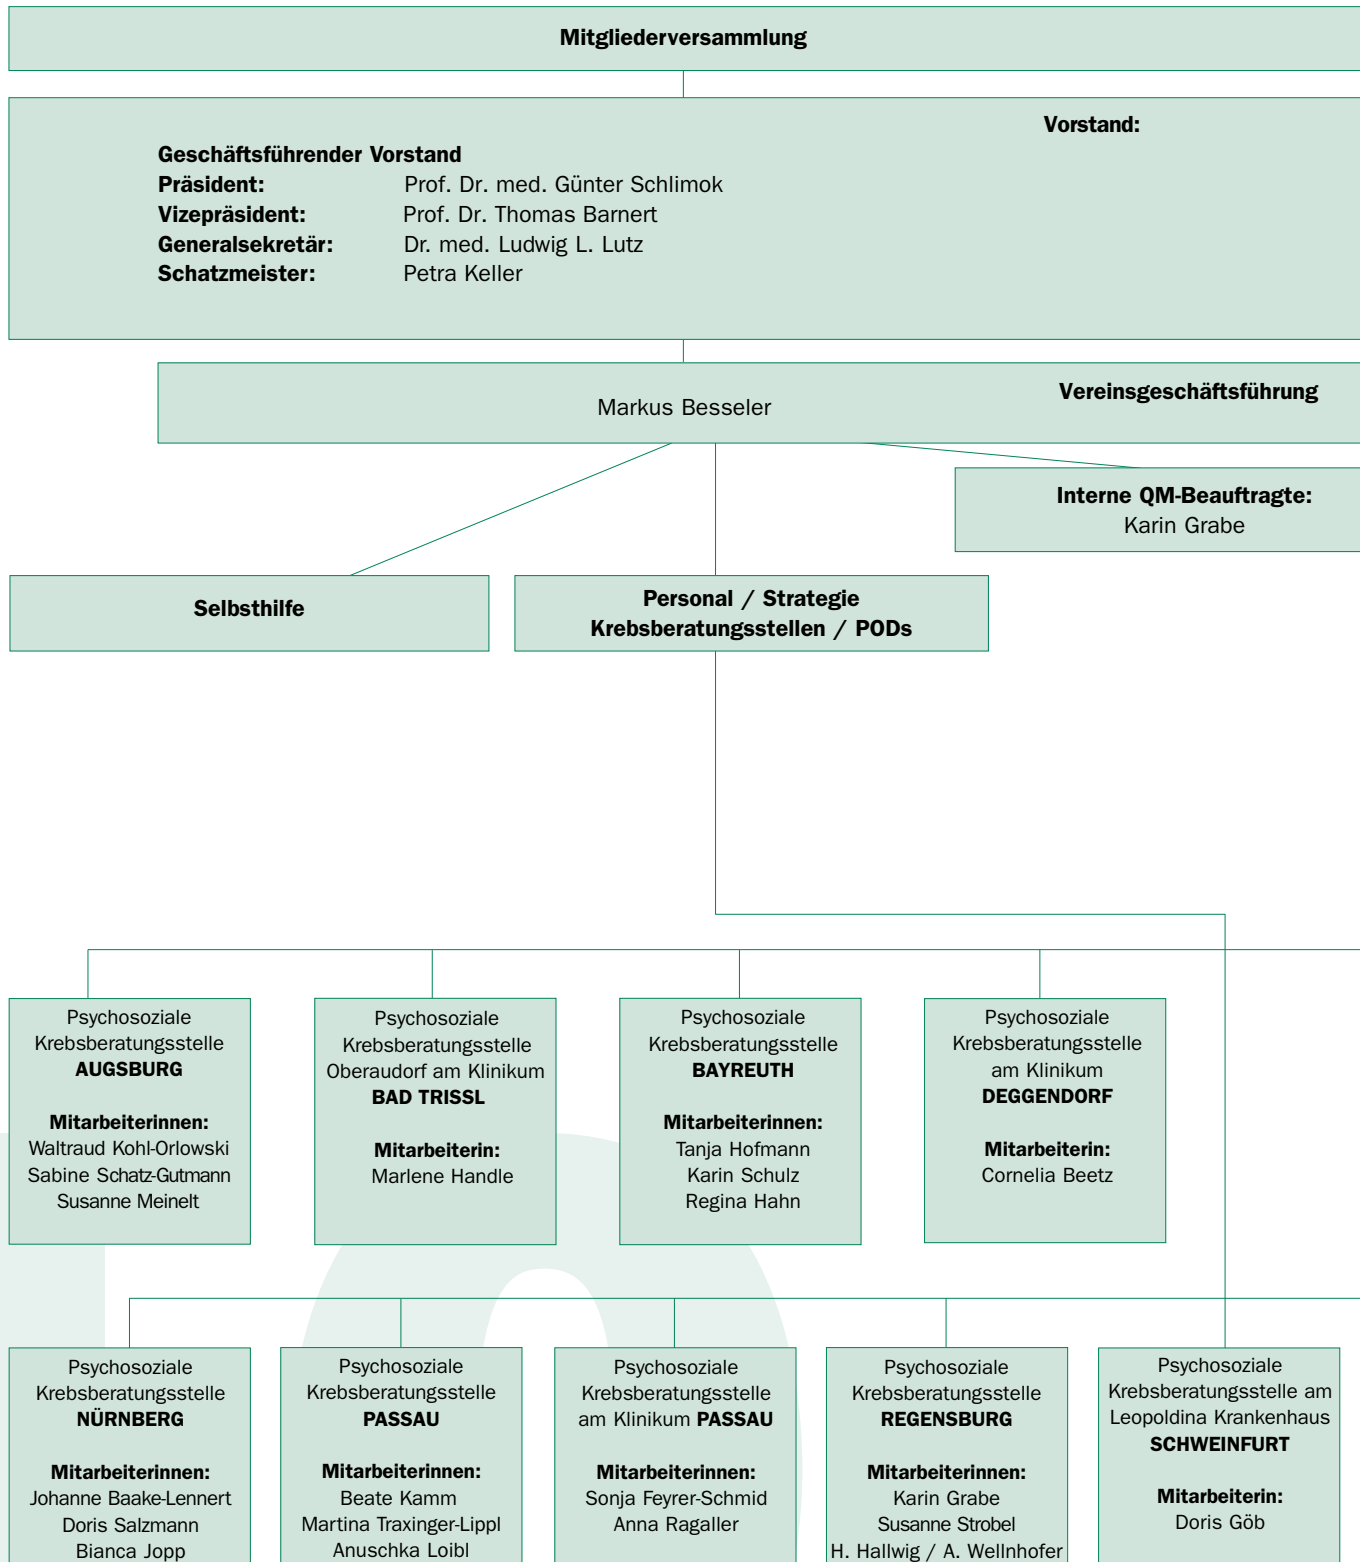 Mitgliederversammlung
Vorstand:
Geschäftsführender Vorstand
Präsident: Prof. Dr. med. Günter Schlimok
Vizepräsident: Prof. Dr. Thomas Barnert
Generalsekretär: Dr. med. Ludwig L. Lutz
Schatzmeister: Petra Keller
Vereinsgeschäftsführung
Markus Besseler
Interne QM-Beauftragte:
Karin Grabe
Selbsthilfe
Personal / Strategie
Krebsberatungsstellen / PODs
Psychosoziale
Krebsberatungsstelle
AUGSBURG
Mitarbeiterinnen:
Waltraud Kohl-Orlowski
Sabine Schatz-Gutmann
Susanne Meinelt
Psychosoziale
Krebsberatungsstelle
Oberaudorf am Klinikum
BAD TRISSL
Mitarbeiterin:
Marlene Handle
Psychosoziale
Krebsberatungsstelle
BAYREUTH
Mitarbeiterinnen:
Tanja Hofmann
Karin Schulz
Regina Hahn
Psychosoziale
Krebsberatungsstelle
am Klinikum
DEGGENDORF
Mitarbeiterin:
Cornelia Beetz
Psychosoziale
Krebsberatungsstelle
NÜRNBERG
Mitarbeiterinnen:
Johanne Baake-Lennert
Doris Salzmann
Bianca Jopp
Psychosoziale
Krebsberatungsstelle
PASSAU
Mitarbeiterinnen:
Beate Kamm
Martina Traxinger-Lippl
Anuschka Loibl
Psychosoziale
Krebsberatungsstelle
am Klinikum PASSAU
Mitarbeiterinnen:
Sonja Feyrer-Schmid
Anna Ragaller
Psychosoziale
Krebsberatungsstelle
REGENSBURG
Mitarbeiterinnen:
Karin Grabe
Susanne Strobel
H. Hallwig / A. Wellnhofer
Psychosoziale
Krebsberatungsstelle am
Leopoldina Krankenhaus
SCHWEINFURT
Mitarbeiterin:
Doris Göb